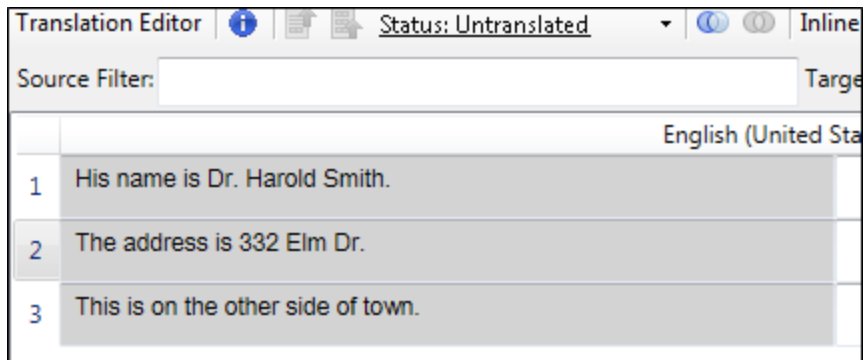 Translation Editor Status: Untranslated Inline
Source Filter: Targe
English (United Sta
1 His name is Dr. Harold Smith.
2 The address is 332 Elm Dr.
3 This is on the other side of town.